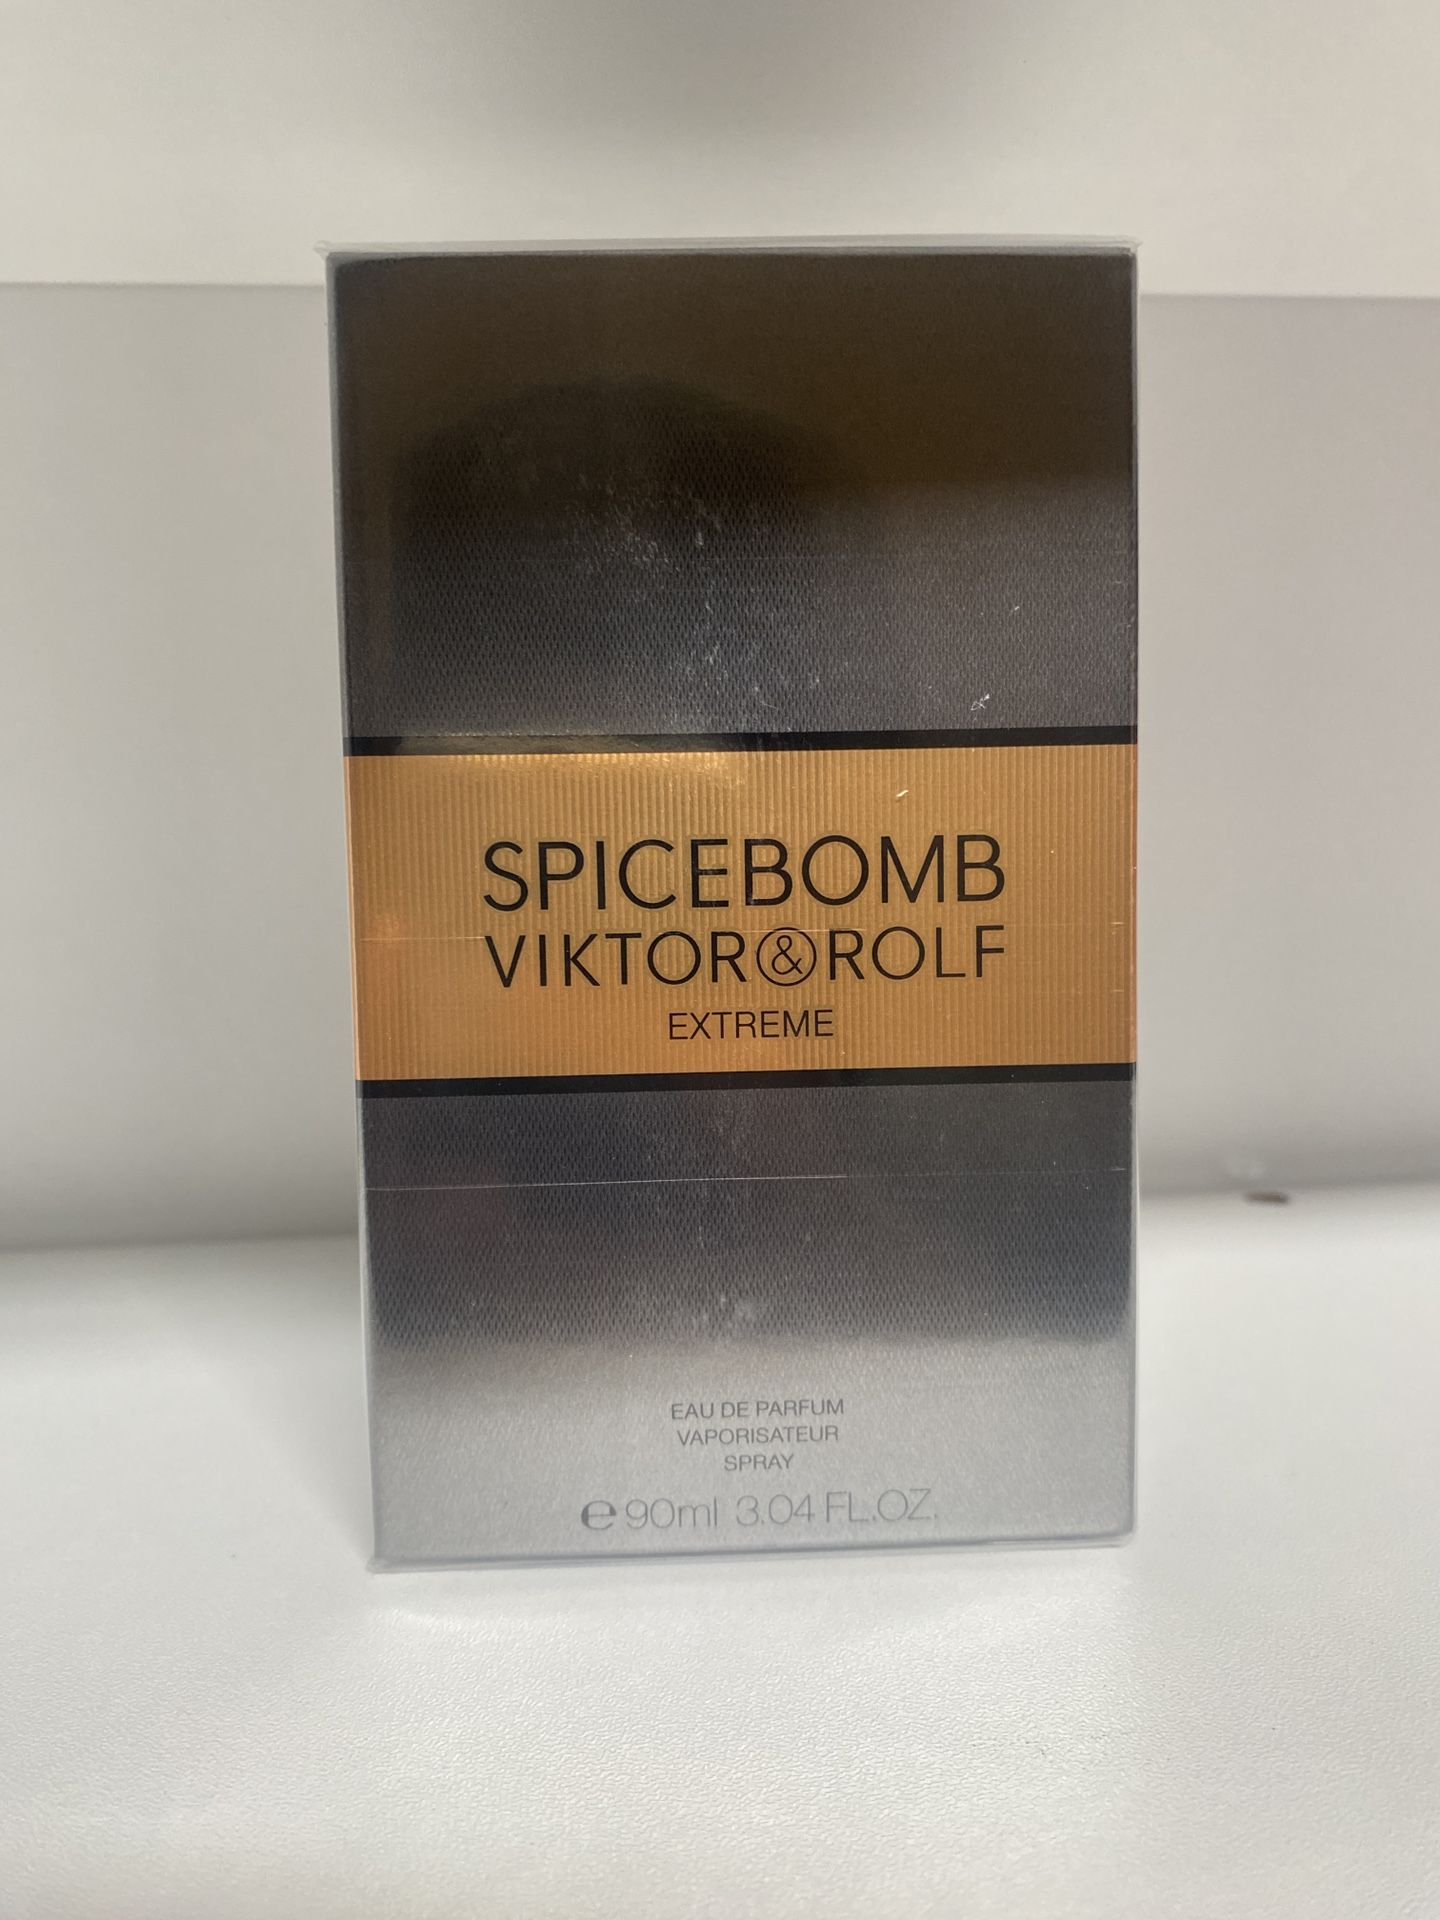 SPICEBOMB
VIKTOR&ROLF
EXTREME
EAU DE PARFUM
VAPORISATEUR
SPRAY
℮ 90ml 3.04 FL.OZ.